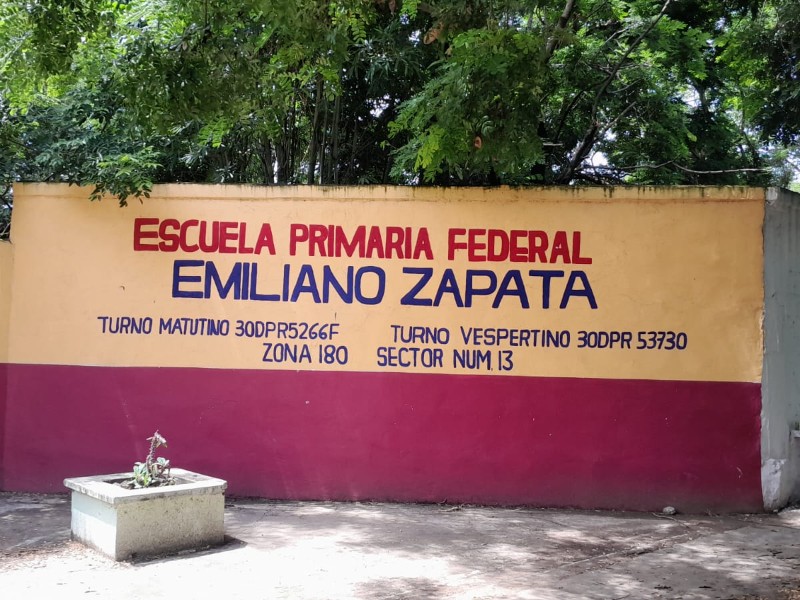 ESCUELA PRIMARIA FEDERAL
EMILIANO ZAPATA
TURNO MATUTINO 30DPR5266F TURNO VESPERTINO 30DPR 53730
ZONA 180 SECTOR NUM. 13